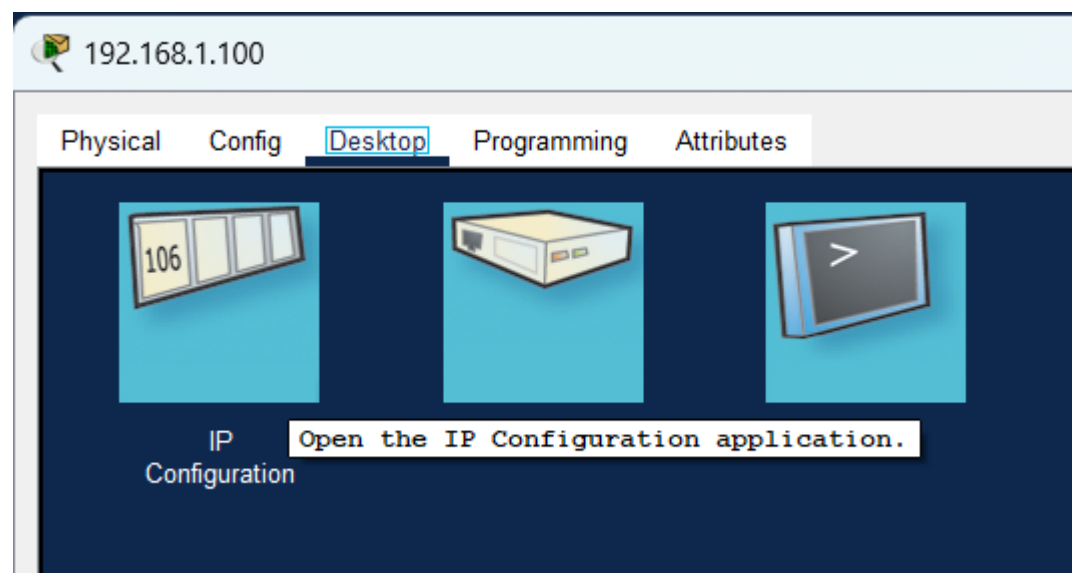 192.168.1.100
Physical Config Desktop Programming Attributes
106
>
IP
Configuration
Open the IP Configuration application.